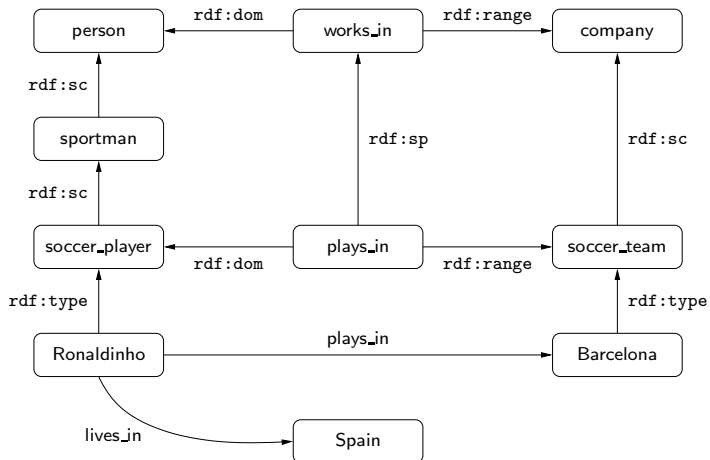 person
rdf:dom
works_in
rdf:range
company
rdf:sc
sportman
rdf:sp
rdf:sc
rdf:sc
soccer_player
rdf:dom
plays_in
rdf:range
soccer_team
rdf:type
rdf:type
Ronaldinho
plays_in
Barcelona
lives_in
Spain